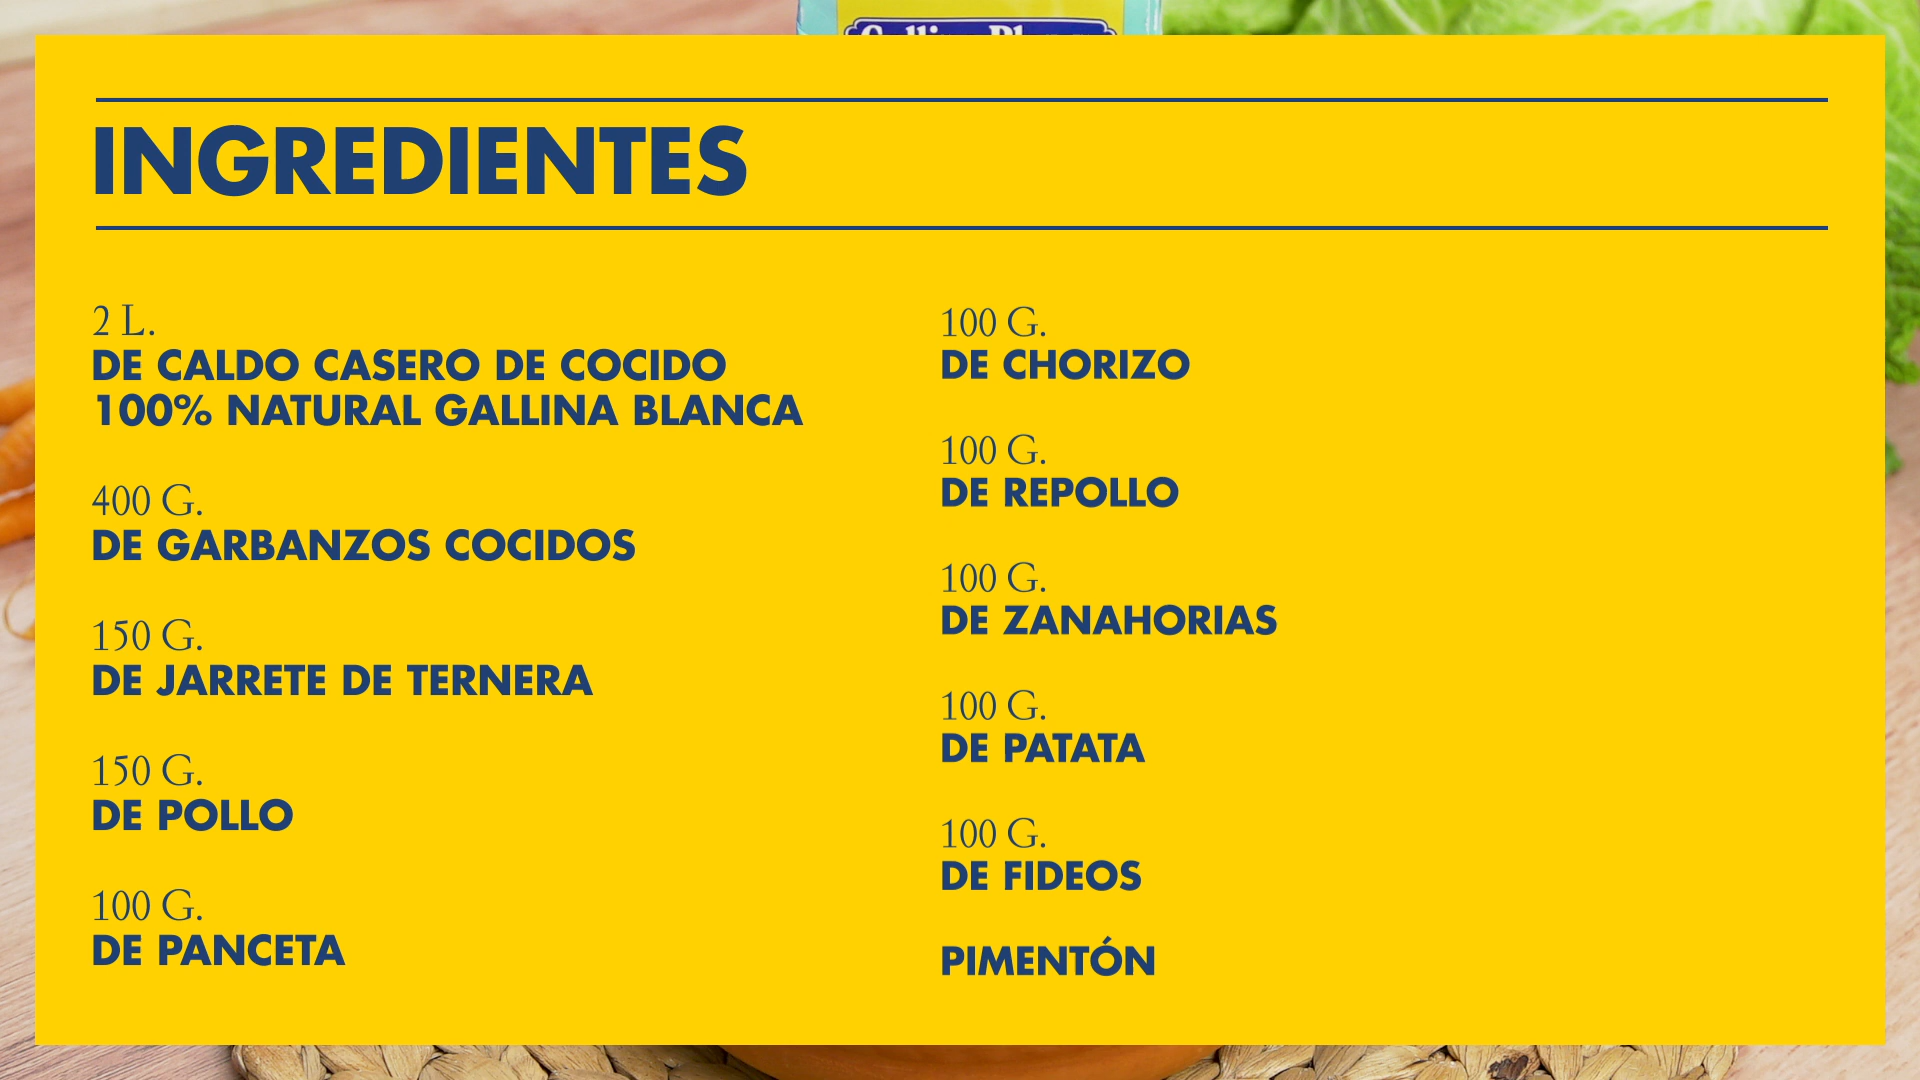 INGREDIENTES
2 L.
DE CALDO CASERO DE COCIDO
100% NATURAL GALLINA BLANCA
400 G.
DE GARBANZOS COCIDOS
150 G.
DE JARRETE DE TERNERA
150 G.
DE POLLO
100 G.
DE PANCETA
100 G.
DE CHORIZO
100 G.
DE REPOLLO
100 G.
DE ZANAHORIAS
100 G.
DE PATATA
100 G.
DE FIDEOS
PIMENTÓN